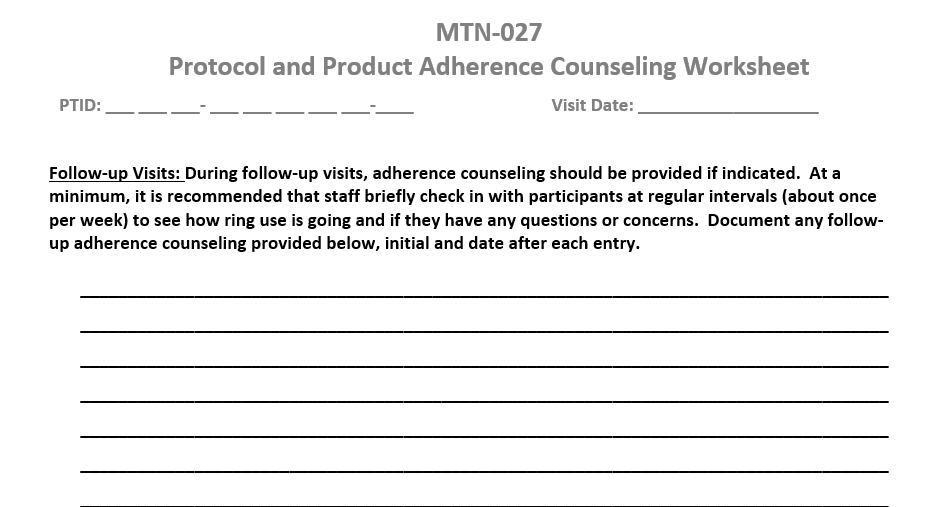 MTN-027
Protocol and Product Adherence Counseling Worksheet
PTID: ___ ___ ___- ___ ___ ___ ___ ___-____ Visit Date: ____________________
Follow-up Visits: During follow-up visits, adherence counseling should be provided if indicated.  At a
minimum, it is recommended that staff briefly check in with participants at regular intervals (about once
per week) to see how ring use is going and if they have any questions or concerns.  Document any follow-
up adherence counseling provided below, initial and date after each entry.